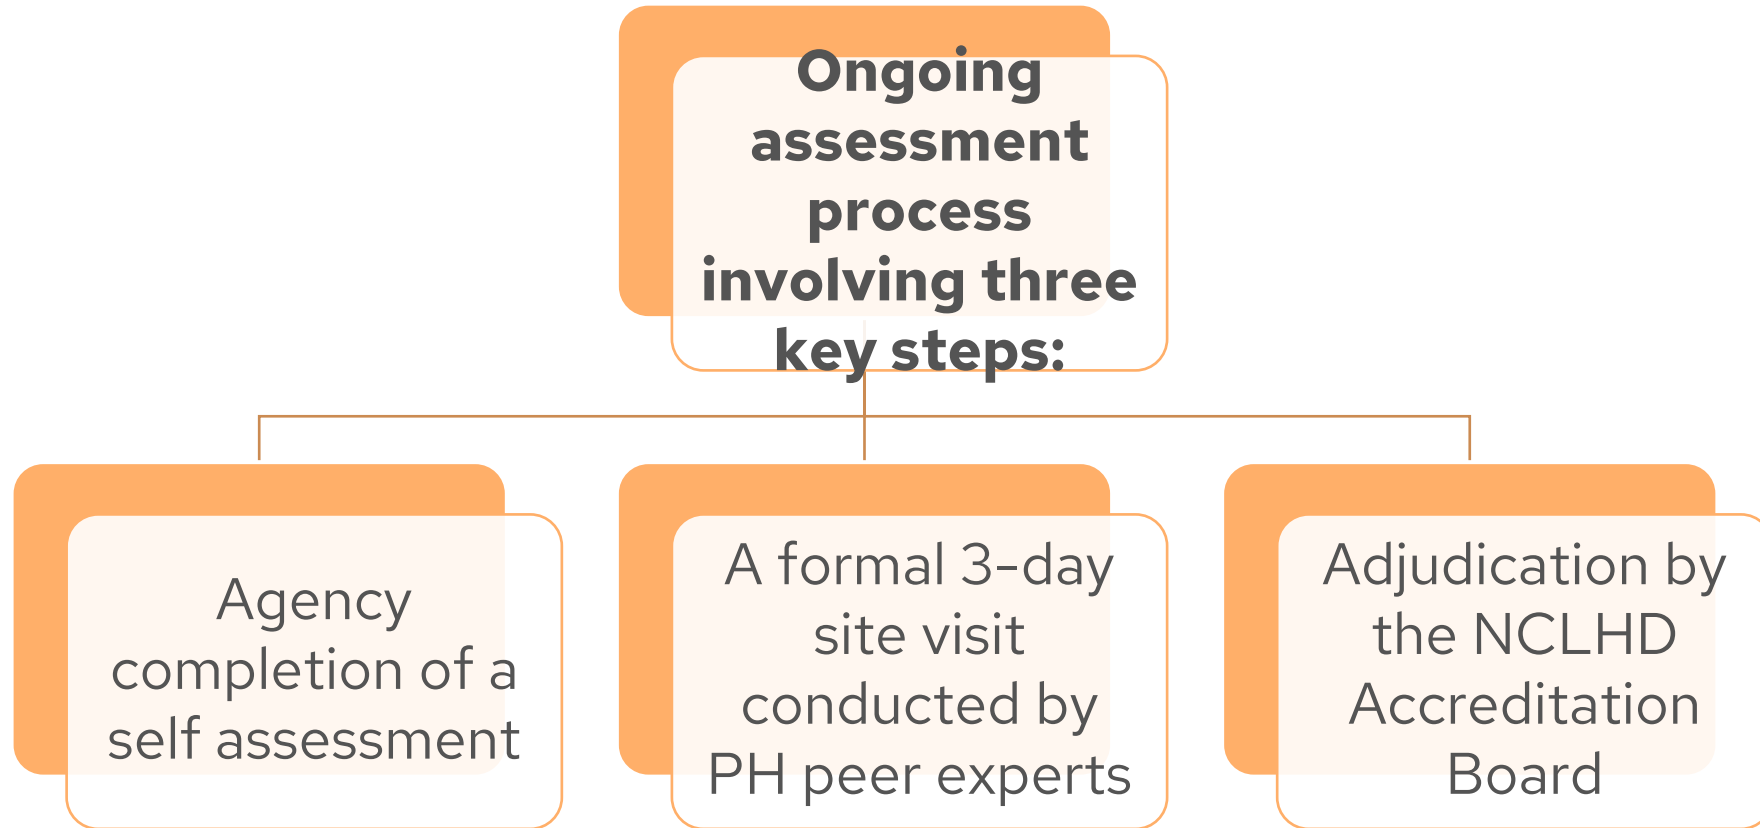 Ongoing
assessment
process
involving three
key steps:
Agency
completion of a
self assessment
A formal 3-day
site visit
conducted by
PH peer experts
Adjudication by
the NCLHD
Accreditation
Board